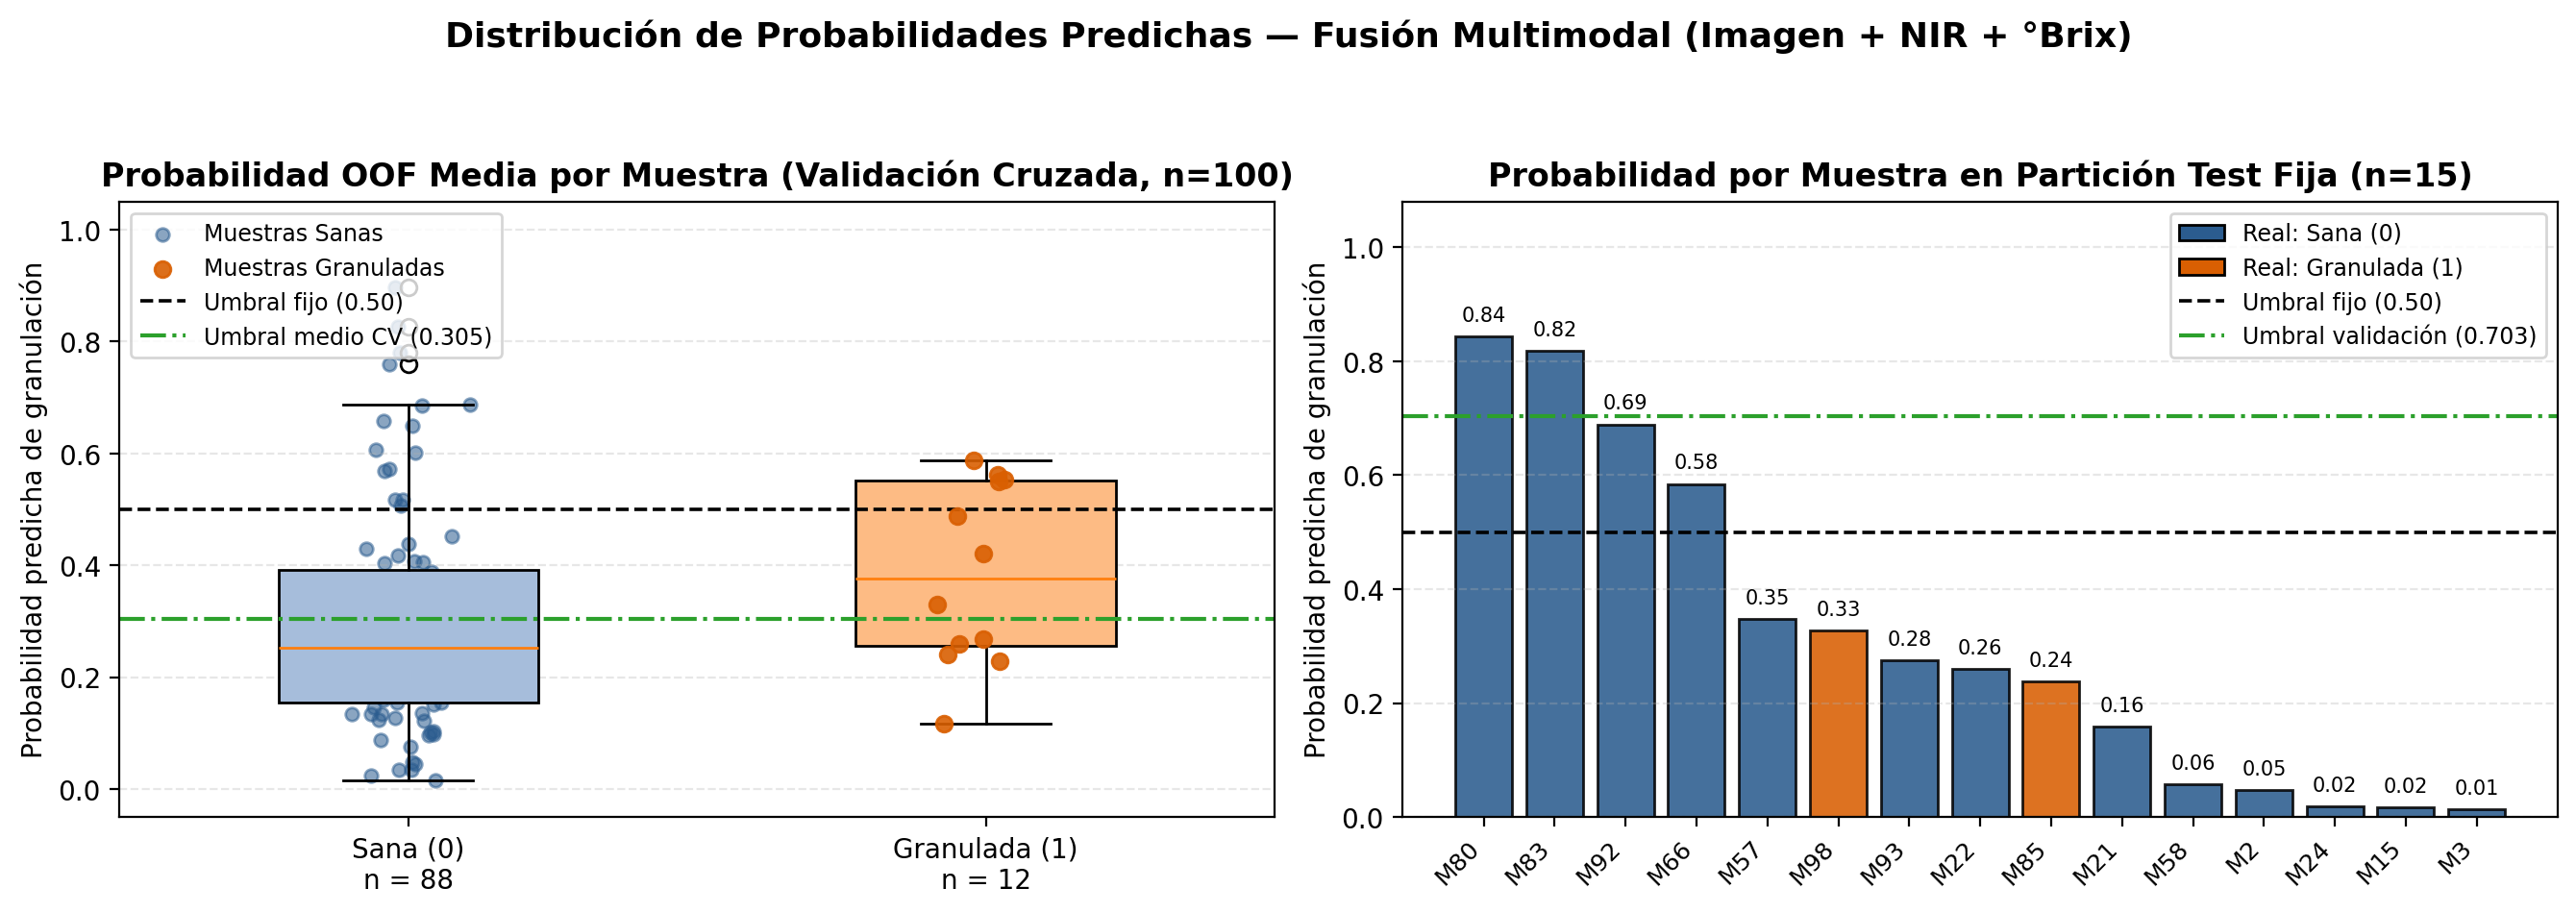 Distribución de Probabilidades Predichas — Fusión Multimodal (Imagen + NIR + °Brix)
Probabilidad OOF Media por Muestra (Validación Cruzada, n=100)
Probabilidad predicha de granulación
1.0
0.8
0.6
0.4
0.2
0.0
Muestras Sanas
Muestras Granuladas
Umbral fijo (0.50)
Umbral medio CV (0.305)
Sana (0)
n = 88
Granulada (1)
n = 12
Probabilidad por Muestra en Partición Test Fija (n=15)
Probabilidad predicha de granulación
1.0
0.8
0.6
0.4
0.2
0.0
Real: Sana (0)
Real: Granulada (1)
Umbral fijo (0.50)
Umbral validación (0.703)
0.84
0.82
0.69
0.58
0.35
0.33
0.28
0.26
0.24
0.16
0.06
0.05
0.02
0.02
0.01
M80
M83
M92
M66
M57
M98
M93
M22
M85
M21
M58
M2
M24
M15
M3